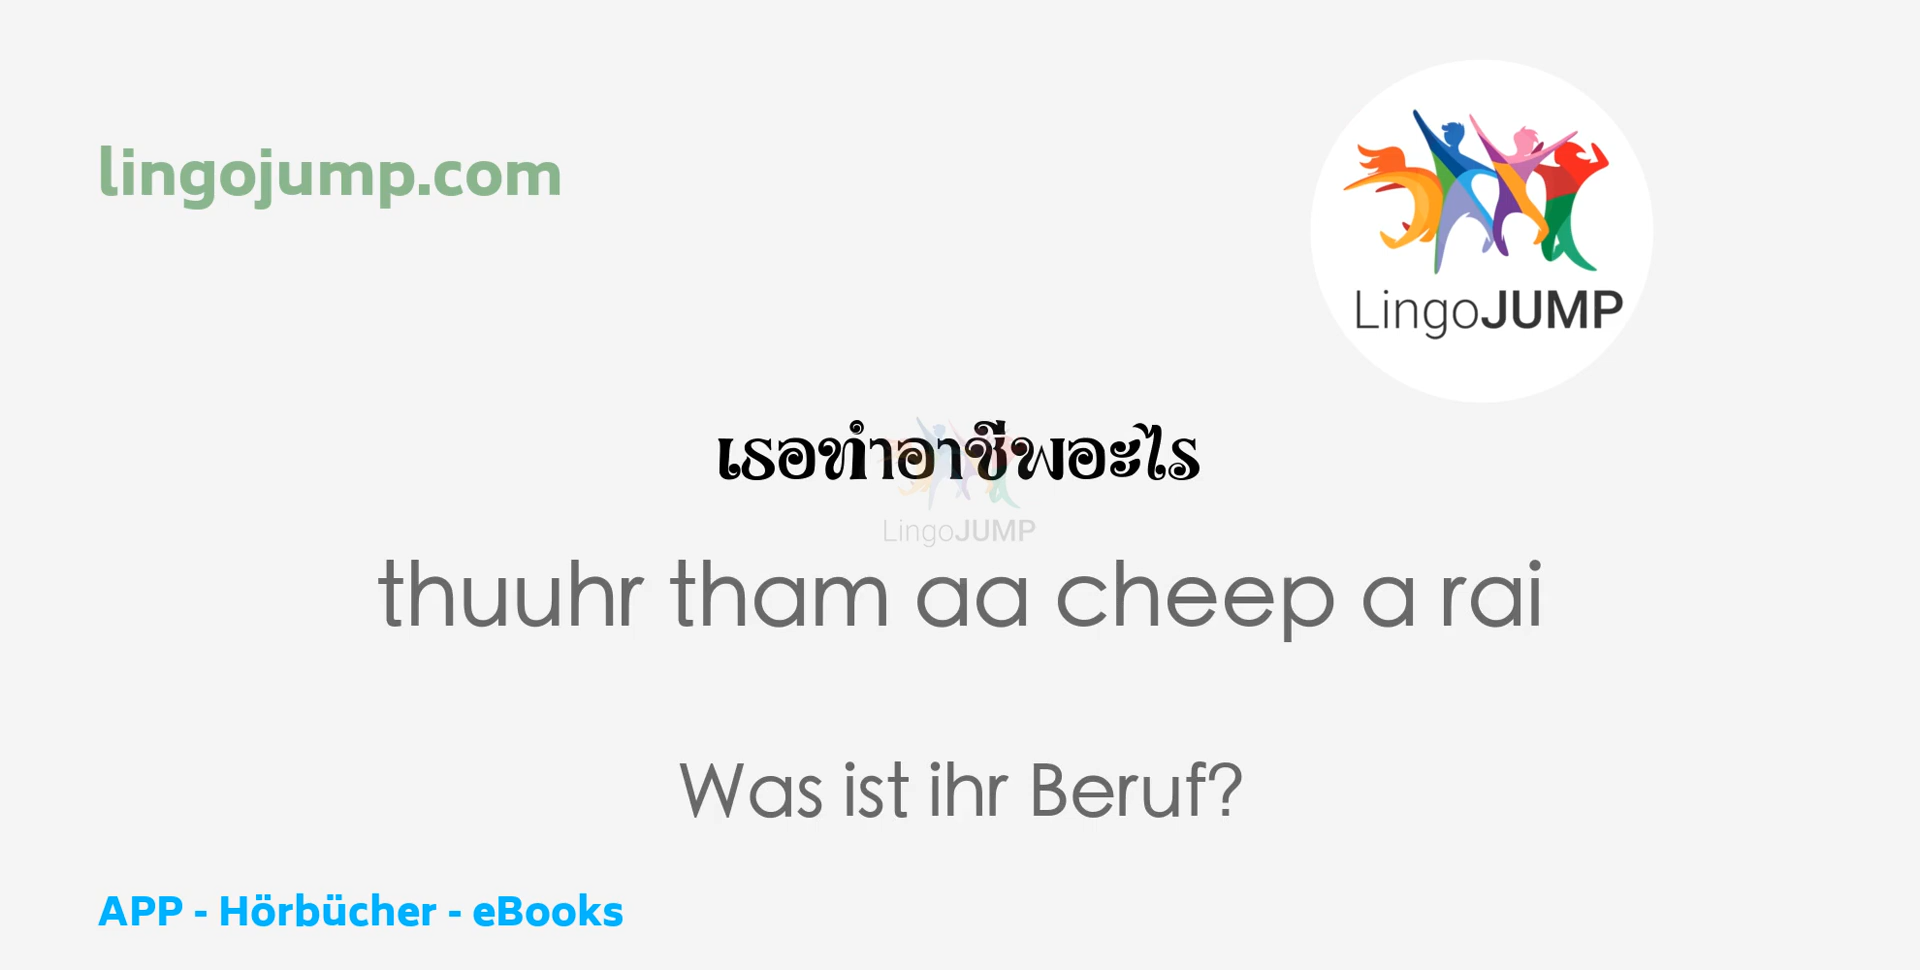 lingojump.com
LingoJUMP
เธอทำอาชีพอะไร
LingoJUMP
thuuhr tham aa cheep a rai
Was ist ihr Beruf?
APP - Hörbücher - eBooks